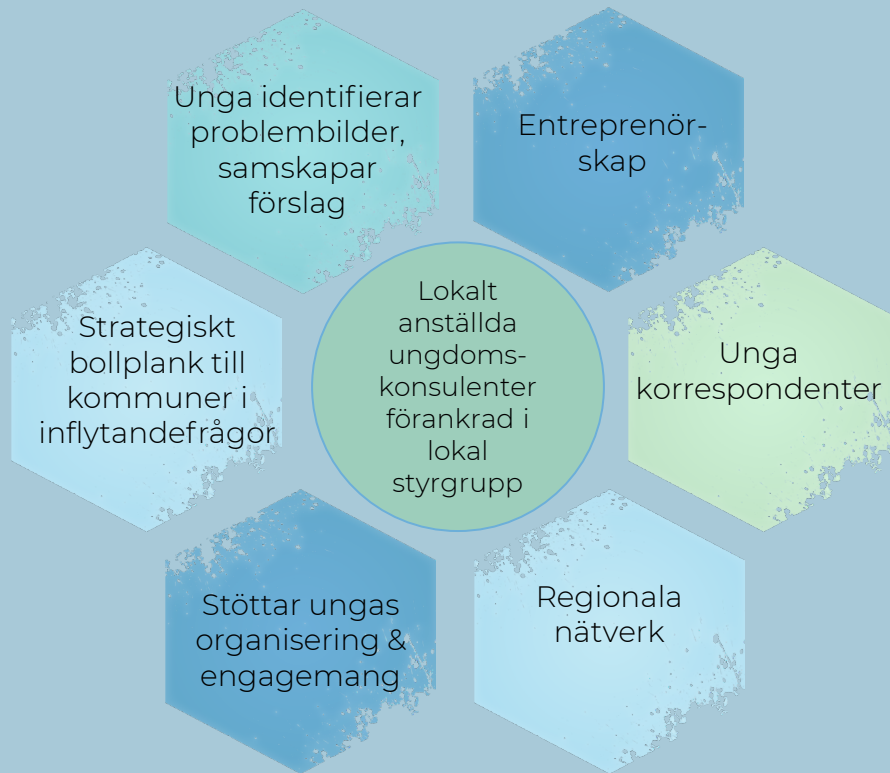 Unga identifierar
problembilder,
samskapar
förslag
Entreprenör-
skap
Strategiskt
bollplank till
kommuner i
inflytandefrågor
Lokalt
anställda
ungdoms-
konsulenter
förankrad i
lokal
styrgrupp
Unga
korrespondenter
Stöttar ungas
organisering &
engagemang
Regionala
nätverk